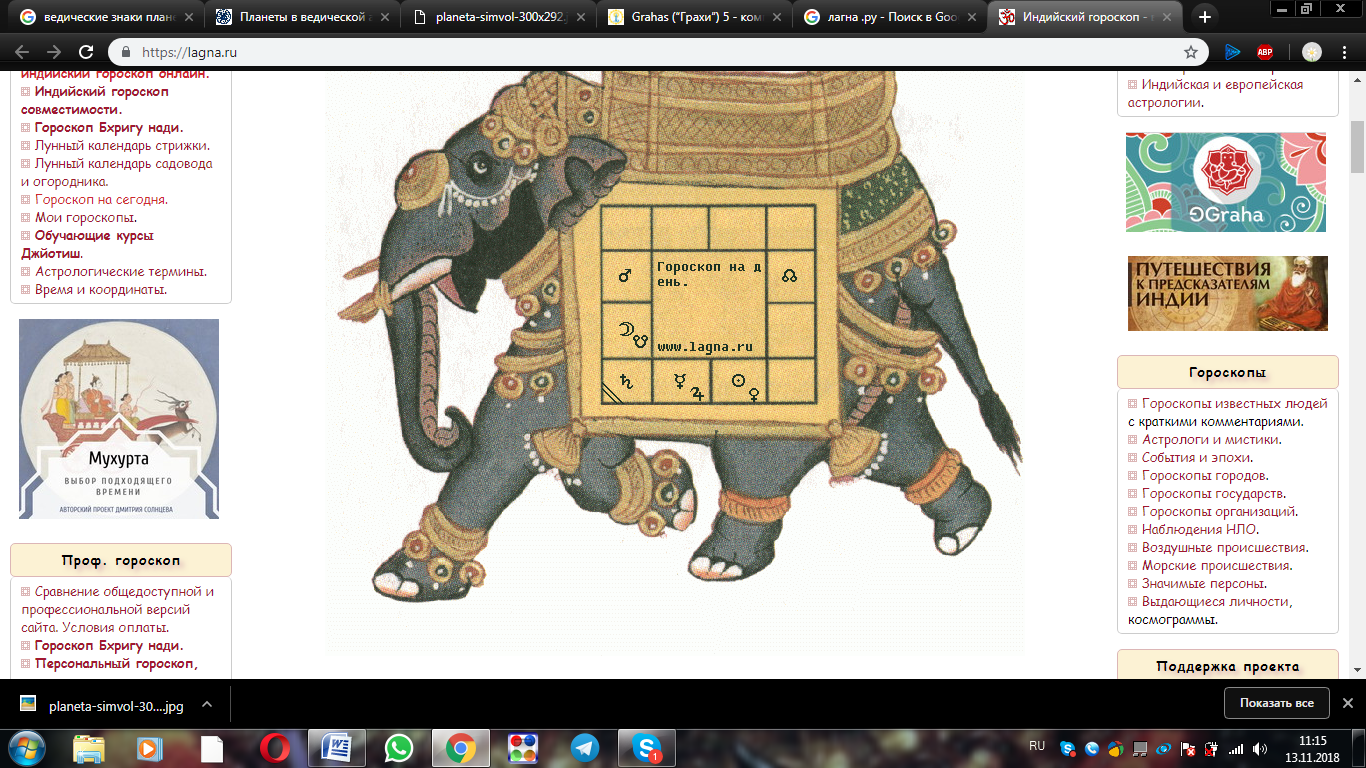 ведические знаки плане
Планеты в ведической а
planeta-simvol-300x292.j
Grahas ("Грахи") 5 - ком
лагна .ру - Поиск в Goo
Индийский гороскоп - г
https://lagna.ru
ABP
индийский гороскоп онлайн.
Индийский гороскоп
совместимости.
Гороскоп Бхригу нади.
Лунный календарь стрижки.
Лунный календарь садовода
и огородника.
Гороскоп на сегодня.
Мои гороскопы.
Обучающие курсы
Джйотиш.
Астрологические термины.
Время и координаты.
Мухурта
ВЫБОР ПОДХОДЯЩЕГО
ВРЕМЕНИ
АВТОРСКИЙ ПРОЕКТ ДМИТРИЯ СОЛНЦЕВА
Проф. гороскоп
Сравнение общедоступной и
профессиональной версий
сайта. Условия оплаты.
Гороскоп Бхригу нади.
Персональный гороскоп,
♂
Гороскоп на д
ень.
☊
☽
☋
www.lagna.ru
♄
☿
♃
☉
♀
Индийская и европейская
астрологии.
Graha
ПУТЕШЕСТВИЯ
К ПРЕДСКАЗАТЕЛЯМ
ИНДИИ
Гороскопы
Гороскопы известных людей
с краткими комментариями.
Астрологи и мистики.
События и эпохи.
Гороскопы городов.
Гороскопы государств.
Гороскопы организаций.
Наблюдения НЛО.
Воздушные происшествия.
Морские происшествия.
Значимые персоны.
Выдающиеся личности,
космограммы.
Поддержка проекта
planeta-simvol-30....jpg
Показать все
W
S
1
RU
11:15
13.11.2018